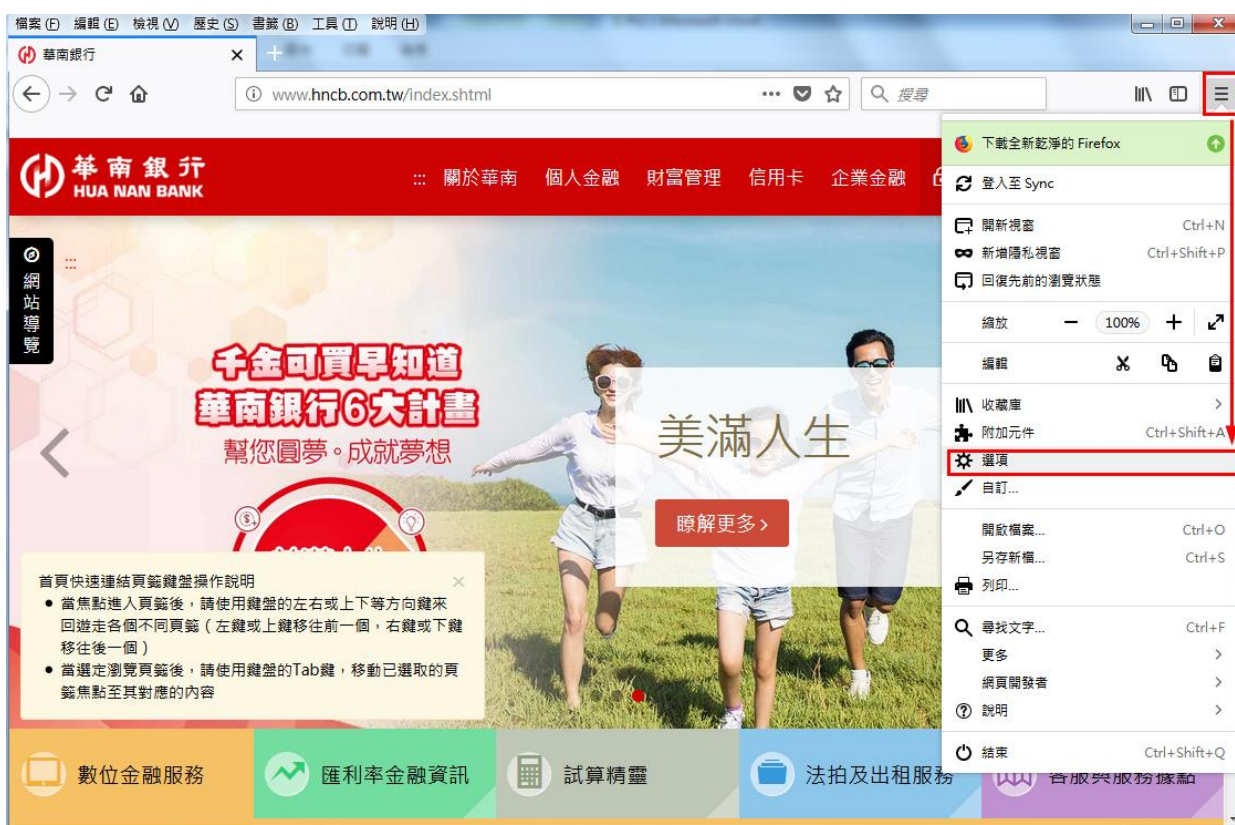 檔案(F) 編輯(E) 檢視(V) 歷史(S) 書籤(B) 工具(T) 說明(H)
華南銀行
www.hncb.com.tw/index.shtml
搜尋
華南銀行
HUA NAN BANK
::: 關於華南 個人金融 財富管理 信用卡 企業金融
網站導覽
:::
千金可買早知道
華南銀行6大計畫
幫您圓夢。成就夢想
美滿人生
瞭解更多
首頁快速連結頁籤鍵盤操作說明
● 當焦點進入頁籤後，請使用鍵盤的左右或上下等方向鍵來
回遊走各個不同頁籤(左鍵或上鍵移往前一個，右鍵或下鍵
移往後一個)
● 當選定瀏覽頁籤後，請使用鍵盤的Tab鍵，移動已選取的頁
籤焦點至其對應的內容
數位金融服務
匯利率金融資訊
試算精靈
法拍及出租服務
客服與服務據點
下載全新乾淨的 Firefox
登入至 Sync
開新視窗 Ctrl+N
新增隱私視窗 Ctrl+Shift+P
回復先前的瀏覽狀態
縮放 − 100% +
編輯
收藏庫
附加元件 Ctrl+Shift+A
選項
自訂...
開啟檔案... Ctrl+O
另存新檔... Ctrl+S
列印...
尋找文字... Ctrl+F
更多
網頁開發者
說明
結束 Ctrl+Shift+Q